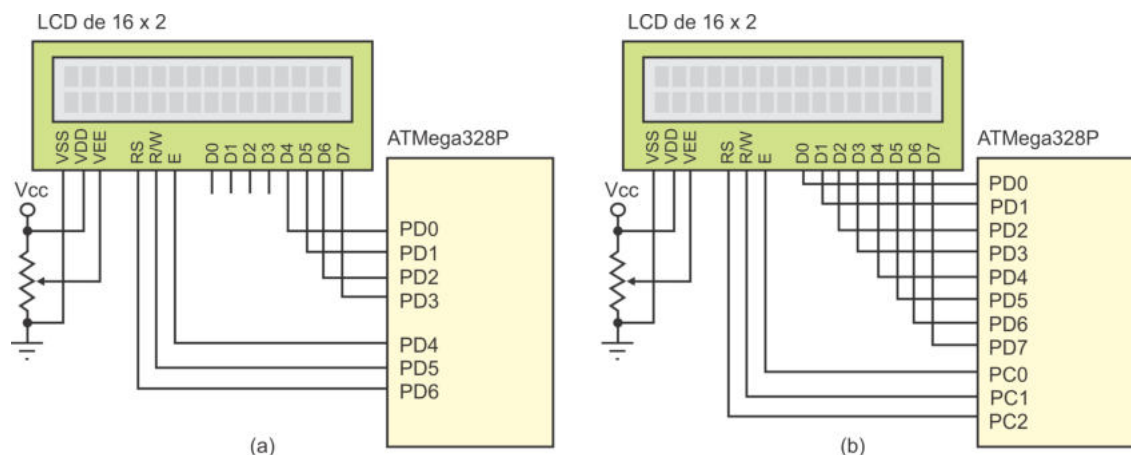 LCD de 16 x 2
VSS
VDD
VEE
RS
R/W
E
D0
D1
D2
D3
D4
D5
D6
D7
ATMega328P
Vcc
PD0
PD1
PD2
PD3
PD4
PD5
PD6
(a)
LCD de 16 x 2
VSS
VDD
VEE
RS
R/W
E
D0
D1
D2
D3
D4
D5
D6
D7
ATMega328P
Vcc
PD0
PD1
PD2
PD3
PD4
PD5
PD6
PD7
PC0
PC1
PC2
(b)